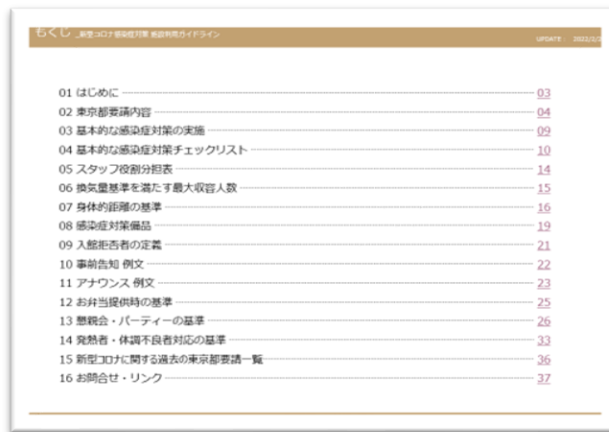 もくじ _新型コロナ感染症対策 施設利用ガイドライン
UPDATE： 2022/1/2
01 はじめに 03
02 東京都要請内容 04
03 基本的な感染症対策の実施 09
04 基本的な感染症対策チェックリスト 10
05 スタッフ役割分担表 14
06 換気量基準を満たす最大収容人数 15
07 身体的距離の基準 16
08 感染症対策備品 19
09 入館拒否者の定義 21
10 事前告知 例文 22
11 アナウンス 例文 23
12 お弁当提供時の基準 25
13 懇親会・パーティーの基準 26
14 発熱者・体調不良者対応の基準 33
15 新型コロナに関する過去の東京都要請一覧 36
16 お問合せ・リンク 37